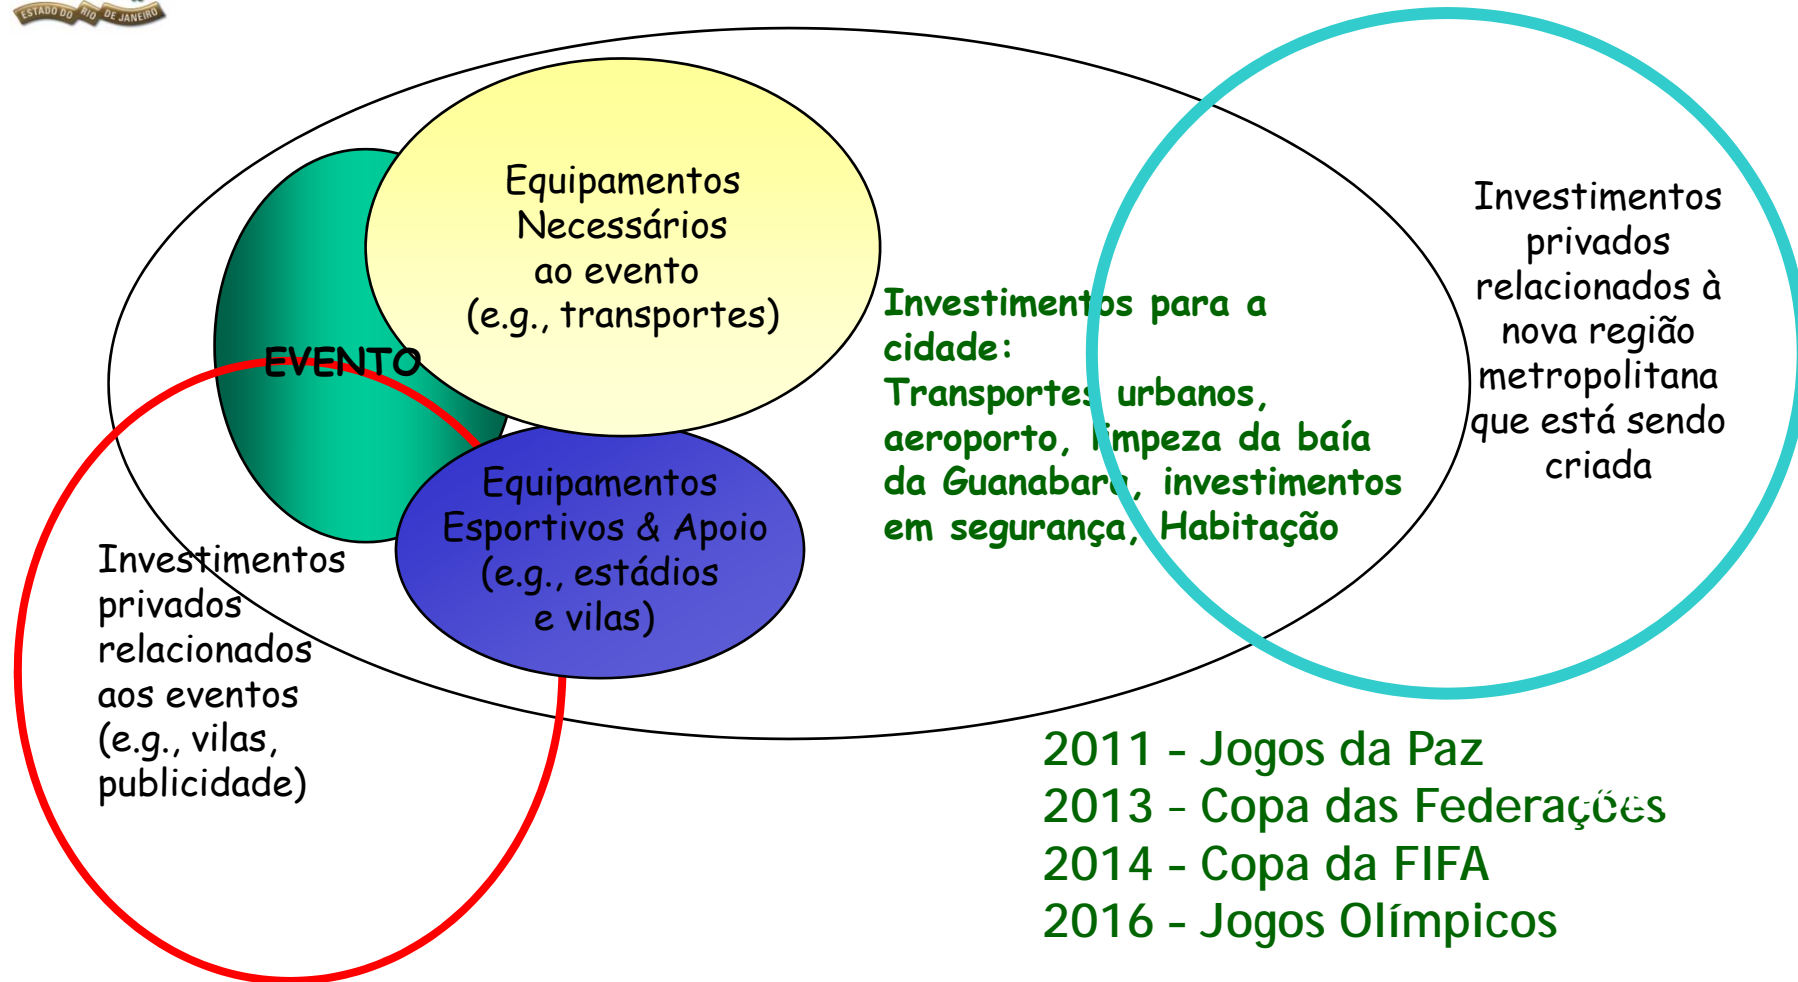 ESTADO DO RIO DE JANEIRO
Equipamentos
Necessários
ao evento
(e.g., transportes)
EVENTO
Equipamentos
Esportivos & Apoio
(e.g., estádios
e vilas)
Investimentos
privados
relacionados
aos eventos
(e.g., vilas,
publicidade)
Investimentos para a
cidade:
Transportes urbanos,
aeroporto, limpeza da baía
da Guanabara, investimentos
em segurança, Habitação
Investimentos
privados
relacionados à
nova região
metropolitana
que está sendo
criada
2011 – Jogos da Paz
2013 – Copa das Federações
2014 – Copa da FIFA
2016 – Jogos Olímpicos